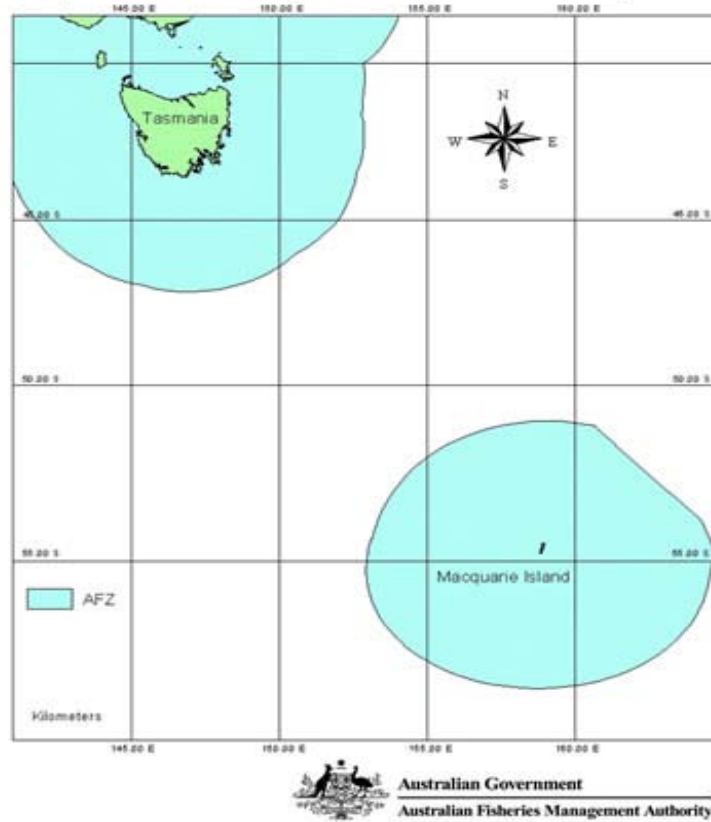 145.00 E 150.00 E 155.00 E 160.00 E
Tasmania
N
W E
S
45.00 S 45.00 S
50.00 S 50.00 S
55.00 S 55.00 S
Macquarie Island
AFZ
Kilometers
145.00 E 150.00 E 155.00 E 160.00 E
Australian Government
Australian Fisheries Management Authority